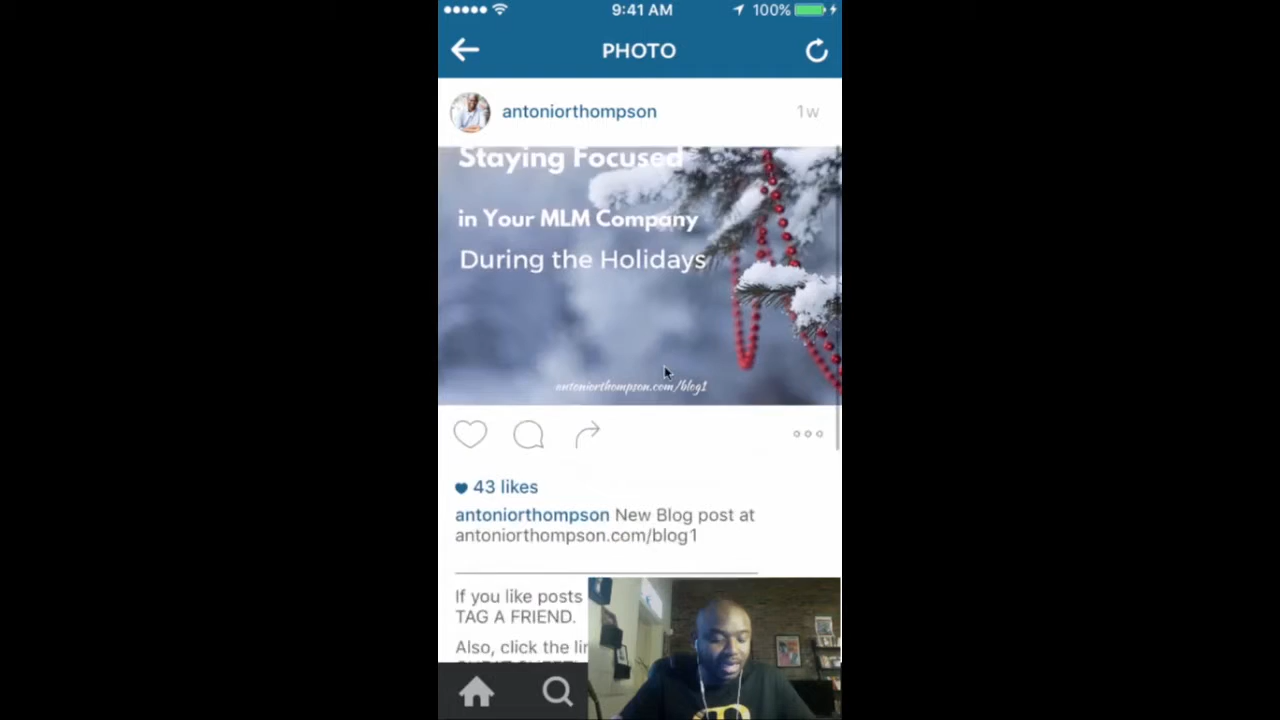 9:41 AM
100%
PHOTO
antoniorthompson
1w
Staying Focused
in Your MLM Company
During the Holidays
antoniorthompson.com/blog1
43 likes
antoniorthompson New Blog post at
antoniorthompson.com/blog1
If you like posts
TAG A FRIEND.
Also, click the lin